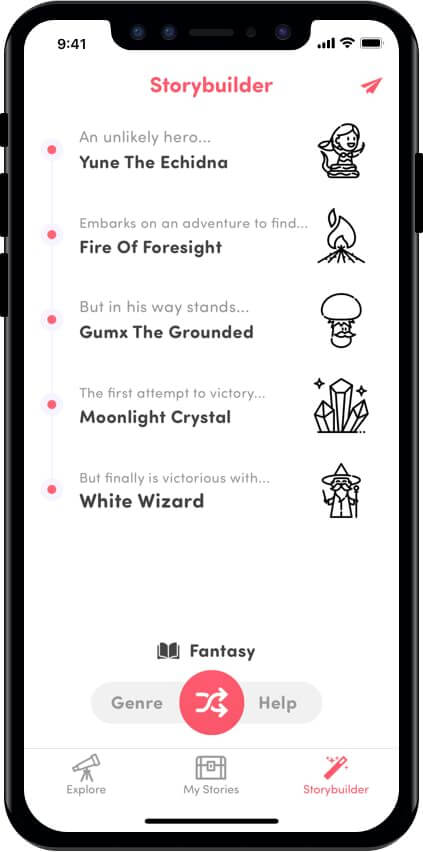 9:41
Storybuilder
An unlikely hero...
Yune The Echidna
Embarks on an adventure to find...
Fire Of Foresight
But in his way stands...
Gumx The Grounded
The first attempt to victory...
Moonlight Crystal
But finally is victorious with...
White Wizard
Fantasy
Genre
Help
Explore
My Stories
Storybuilder